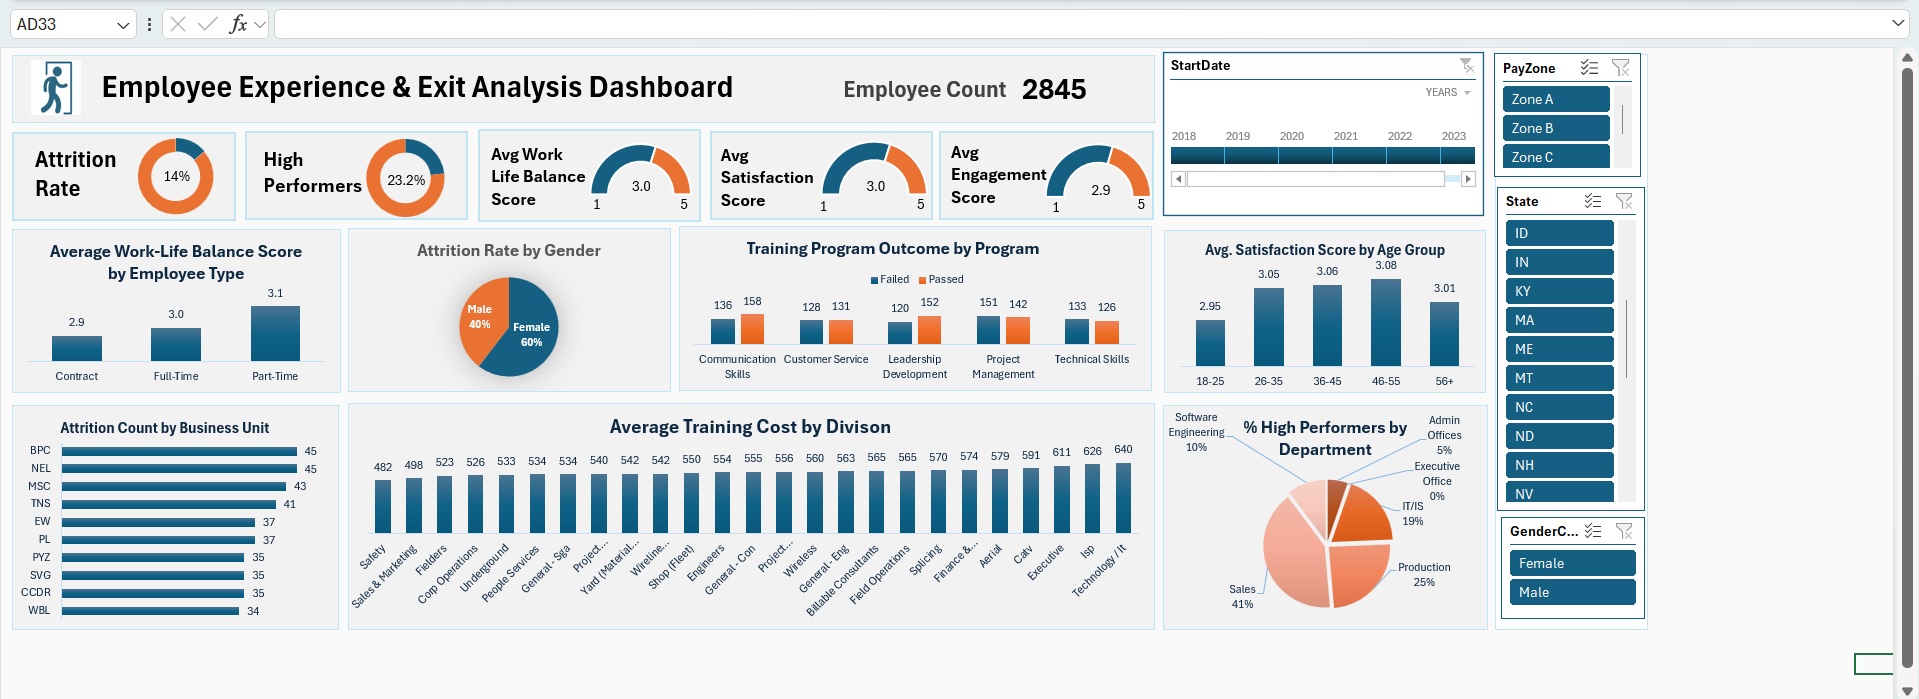 AD33
fx
Employee Experience & Exit Analysis Dashboard
Employee Count 2845
StartDate
YEARS
2018 2019 2020 2021 2022 2023
PayZone
Zone A
Zone B
Zone C
Attrition
Rate
14%
High
Performers
23.2%
Avg Work
Life Balance
Score
3.0
1 5
Avg
Satisfaction
Score
3.0
1 5
Avg
Engagement
Score
2.9
1 5
State
ID
IN
KY
MA
ME
MT
NC
ND
NH
NV
Average Work-Life Balance Score
by Employee Type
2.9 3.0 3.1
Contract Full-Time Part-Time
Attrition Rate by Gender
Male
40%
Female
60%
Training Program Outcome by Program
Failed Passed
136 158 128 131 120 152 151 142 133 126
Communication Customer Service Leadership Project Technical Skills
Skills Development Management
Avg. Satisfaction Score by Age Group
2.95 3.05 3.06 3.08 3.01
18-25 26-35 36-45 46-55 56+
Attrition Count by Business Unit
BPC 45
NEL 45
MSC 43
TNS 41
EW 37
PL 37
PYZ 35
SVG 35
CCDR 35
WBL 34
Average Training Cost by Divison
482 498 523 526 533 534 534 540 542 542 550 554 555 556 560 563 565 565 570 574 579 591 611 626 640
Safety
Sales & Marketing
Fielders
Corp Operations
Underground
People Services
General - Sga
Project...
Yard (Material...
Wireline...
Shop (Fleet)
Engineers
General - Con
Project...
Wireless
General - Eng
Billable Consultants
Field Operations
Splicing
Finance &...
Aerial
Catv
Executive
Isp
Technology / It
% High Performers by
Department
Software
Engineering
10%
Admin
Offices
5%
Executive
Office
0%
IT/IS
19%
Production
25%
Sales
41%
GenderC...
Female
Male